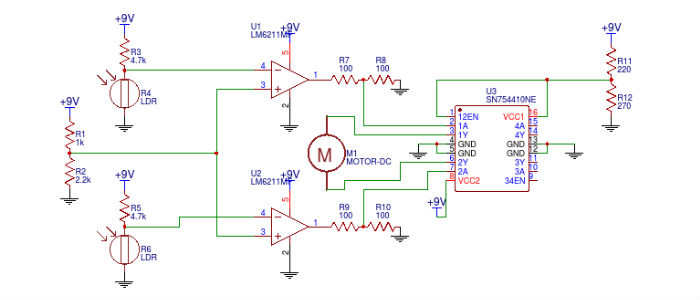 +9V
R3
4.7k
R4
LDR
+9V
R1
1k
R2
2.2k
+9V
R5
4.7k
R6
LDR
U1
+9V
LM6211MF
5
4
3
1
2
R7
100
R8
100
M
M1
MOTOR-DC
U2
+9V
LM6211MF
5
4
3
1
2
R9
100
R10
100
U3
SN754410NE
1 12EN VCC1 16
2 1A 4A 15
3 1Y 4Y 14
4 GND GND 13
5 GND GND 12
6 2Y 3Y 11
7 2A 3A 10
8 VCC2 34EN 9
+9V
+9V
R11
220
R12
270